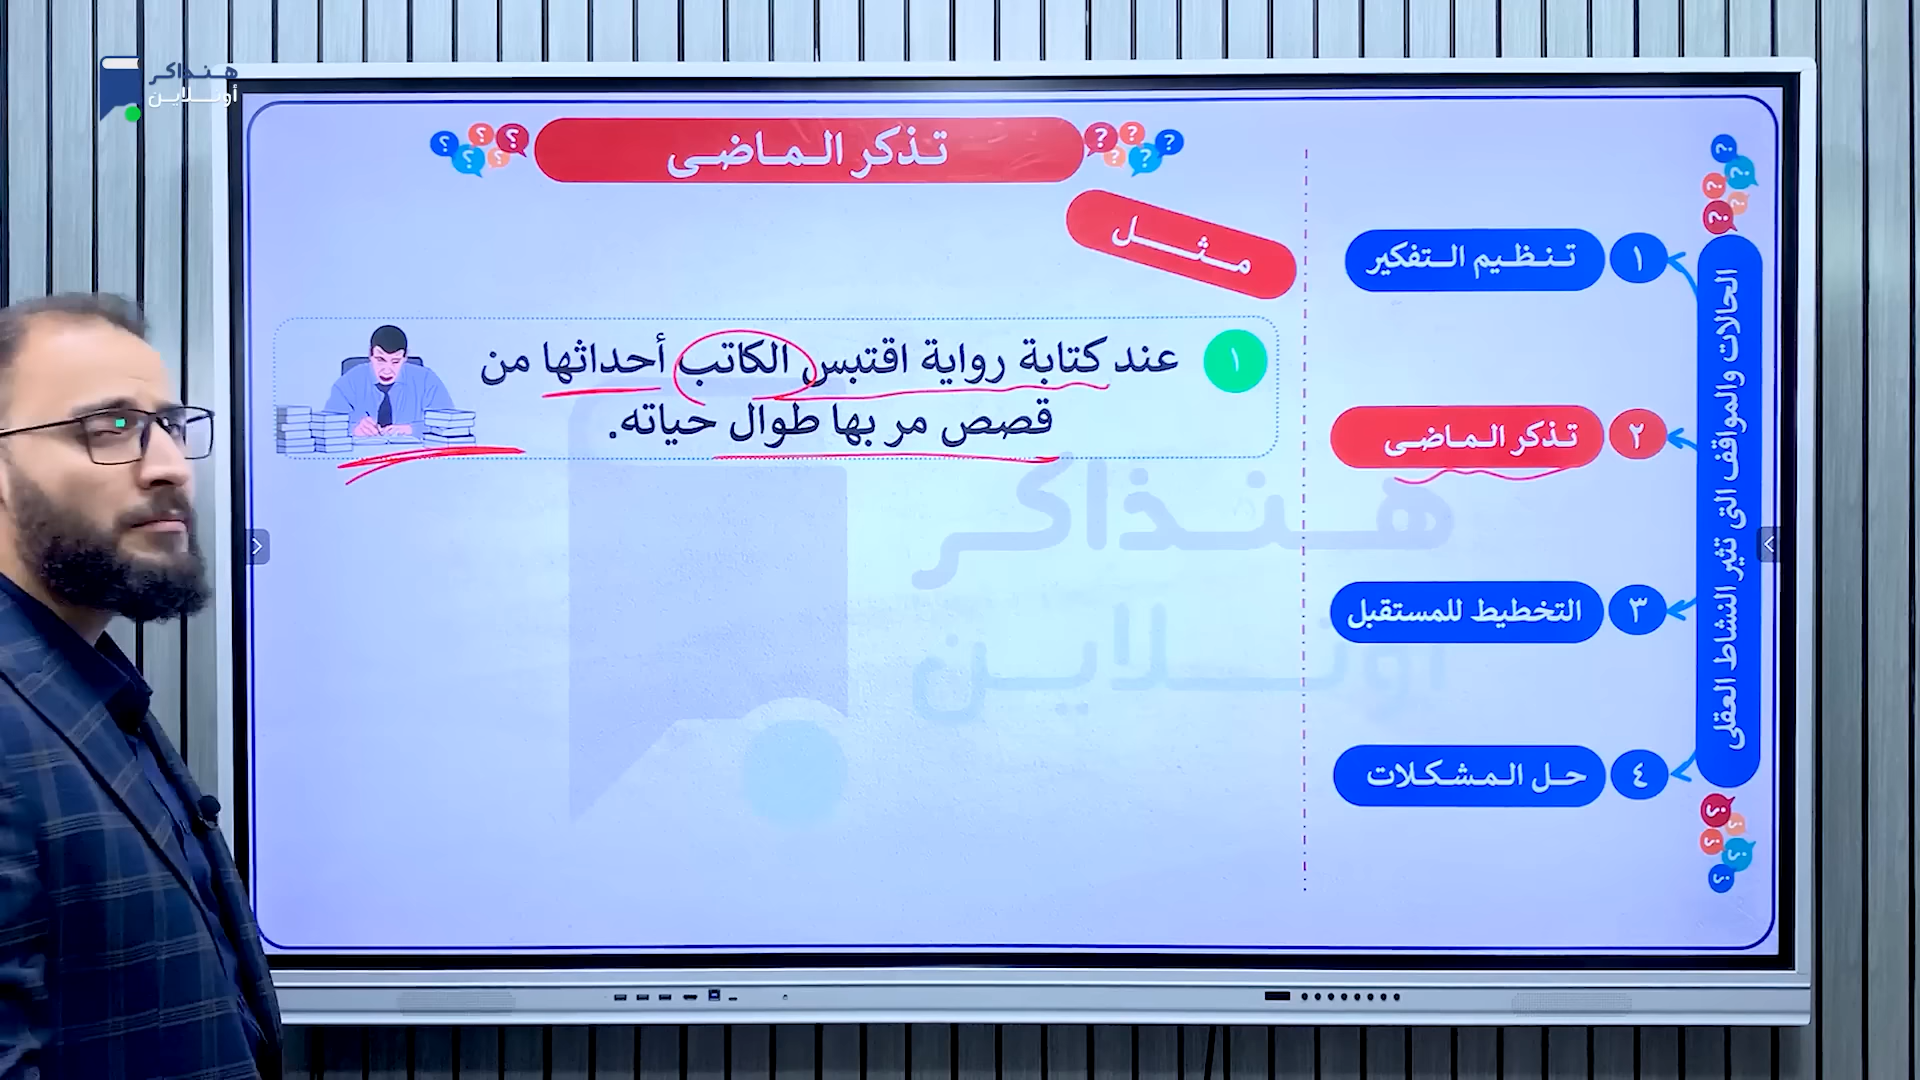 هنذاكر
أونلاين
تذكر الماضى
مثل
١
عند كتابة رواية اقتبس الكاتب أحداثها من
قصص مر بها طوال حياته.
الحالات والمواقف التى تثير النشاط العقلى
١ تنظيم التفكير
٢ تذكر الماضى
٣ التخطيط للمستقبل
٤ حل المشكلات
هنذاكر
أونلاين